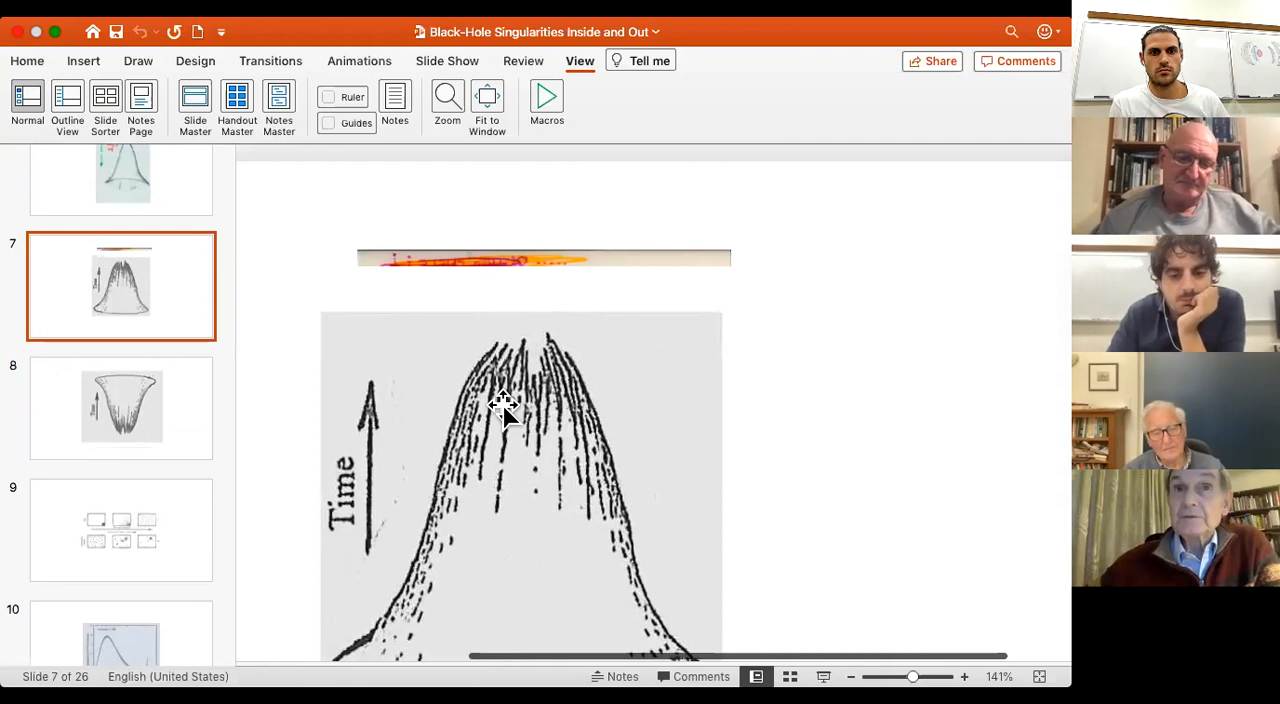 Black-Hole Singularities Inside and Out
Home Insert Draw Design Transitions Animations Slide Show Review View Tell me Share Comments
Normal
Outline View
Slide Sorter
Notes Page
Slide Master
Handout Master
Notes Master
Ruler
Guides
Notes
Zoom
Fit to Window
Macros
7
8
9
10
Time
Slide 7 of 26 English (United States) Notes Comments 141%